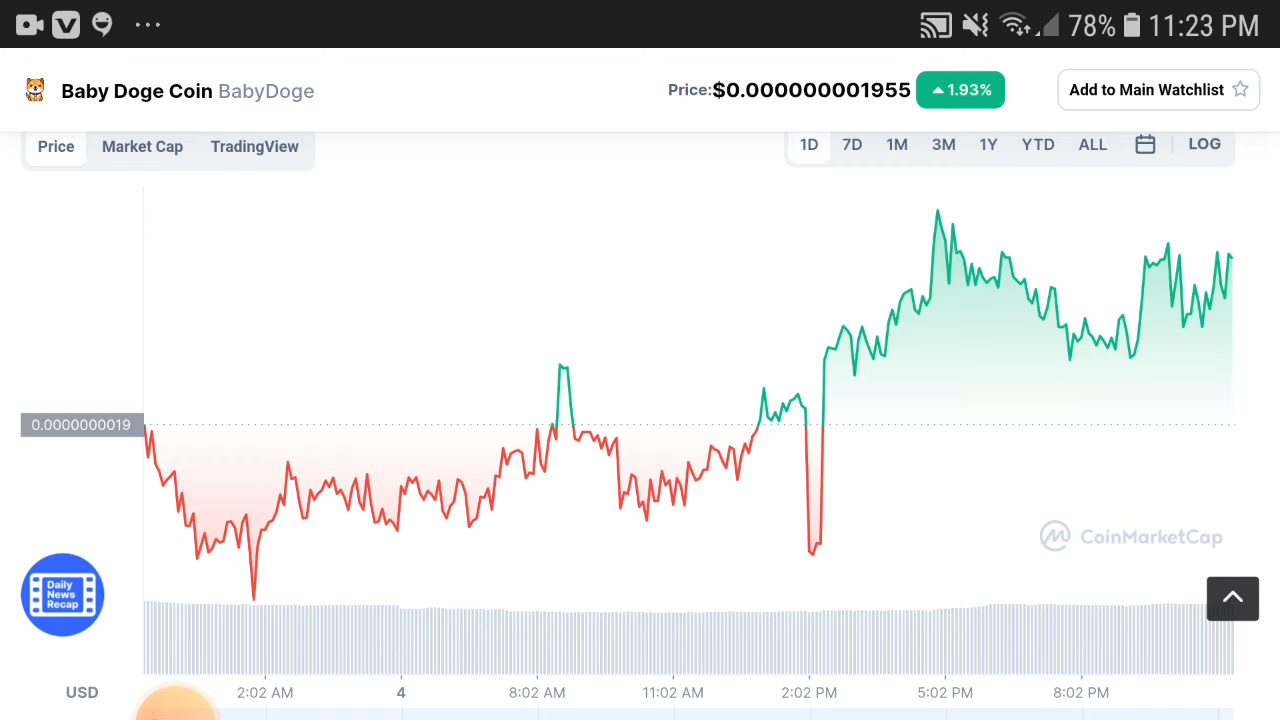 78% 11:23 PM
Baby Doge Coin BabyDoge
Price:$0.000000001955 1.93%
Add to Main Watchlist
Price Market Cap TradingView
1D 7D 1M 3M 1Y YTD ALL LOG
0.0000000019
CoinMarketCap
Daily
News
Recap
USD
2:02 AM 4 8:02 AM 11:02 AM 2:02 PM 5:02 PM 8:02 PM